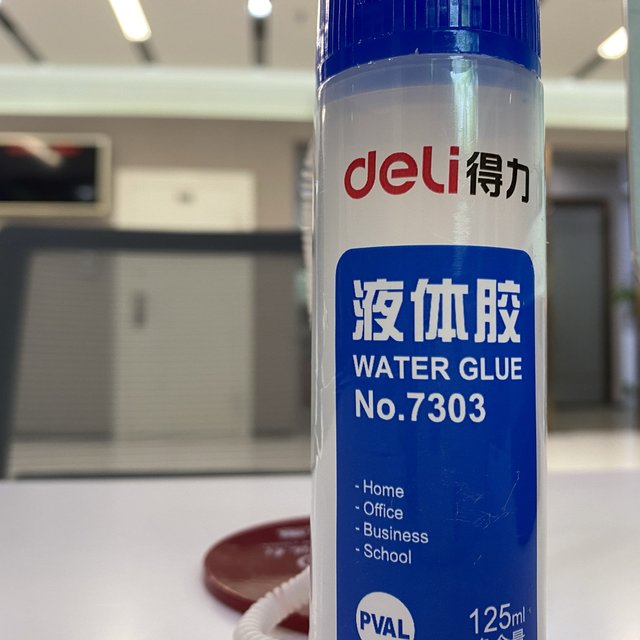 deli得力
液体胶
WATER GLUE
No.7303
- Home
- Office
- Business
- School
PVAL
125ml